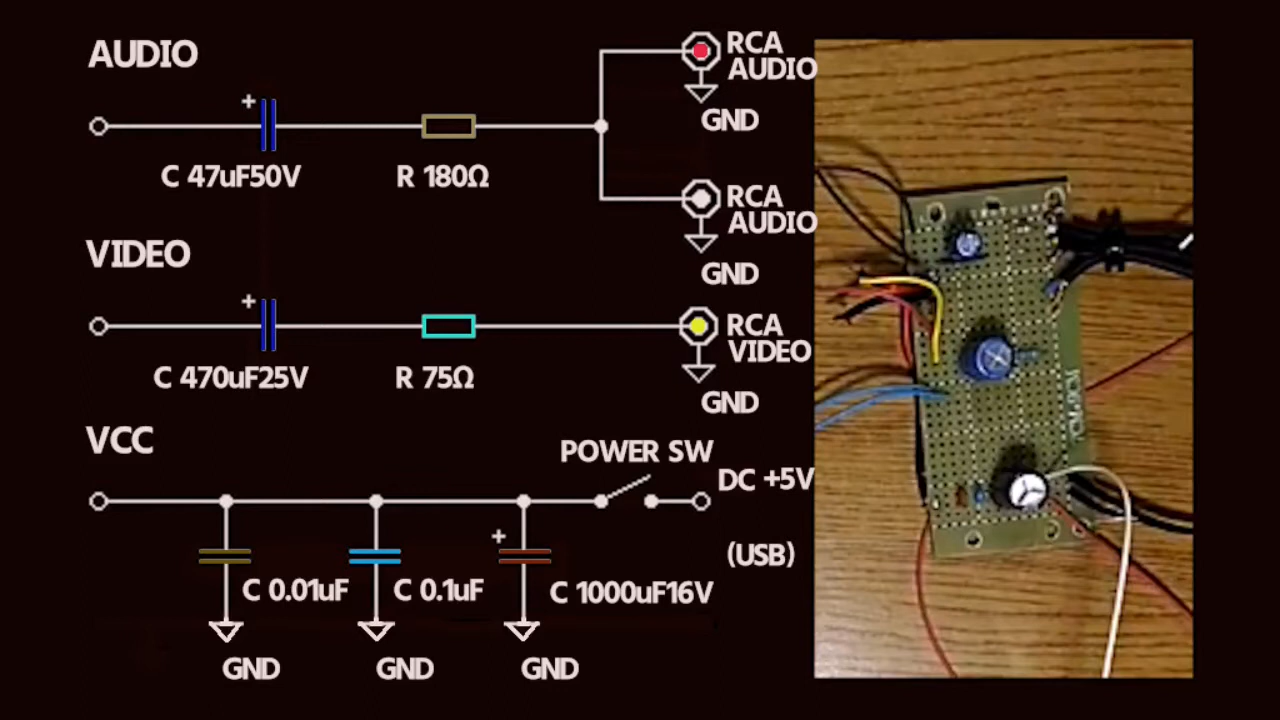 AUDIO
+
C 47uF50V
R 180Ω
RCA
AUDIO
GND
RCA
AUDIO
GND
VIDEO
+
C 470uF25V
R 75Ω
RCA
VIDEO
GND
VCC
POWER SW
DC +5V
(USB)
+
C 0.01uF
C 0.1uF
C 1000uF16V
GND
GND
GND